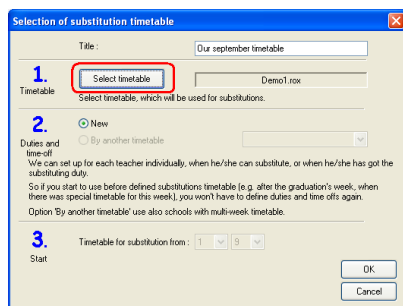 Selection of substitution timetable
Title :
Our september timetable
1.
Timetable
Select timetable
Demo1.rox
Select timetable, which will be used for substitutions.
2.
Duties and
time-off
New
By another timetable
We can set up for each teacher individually, when he/she can substitute, or when he/she has got the
substituting duty.
So if you start to use before defined substitutions timetable (e.g. after the graduation's week, when
there was special timetable for this week), you won't have to define duties and time offs again.
Option 'By another timetable' use also schools with multi-week timetable.
3.
Start
Timetable for substitution from : 1 9
OK
Cancel